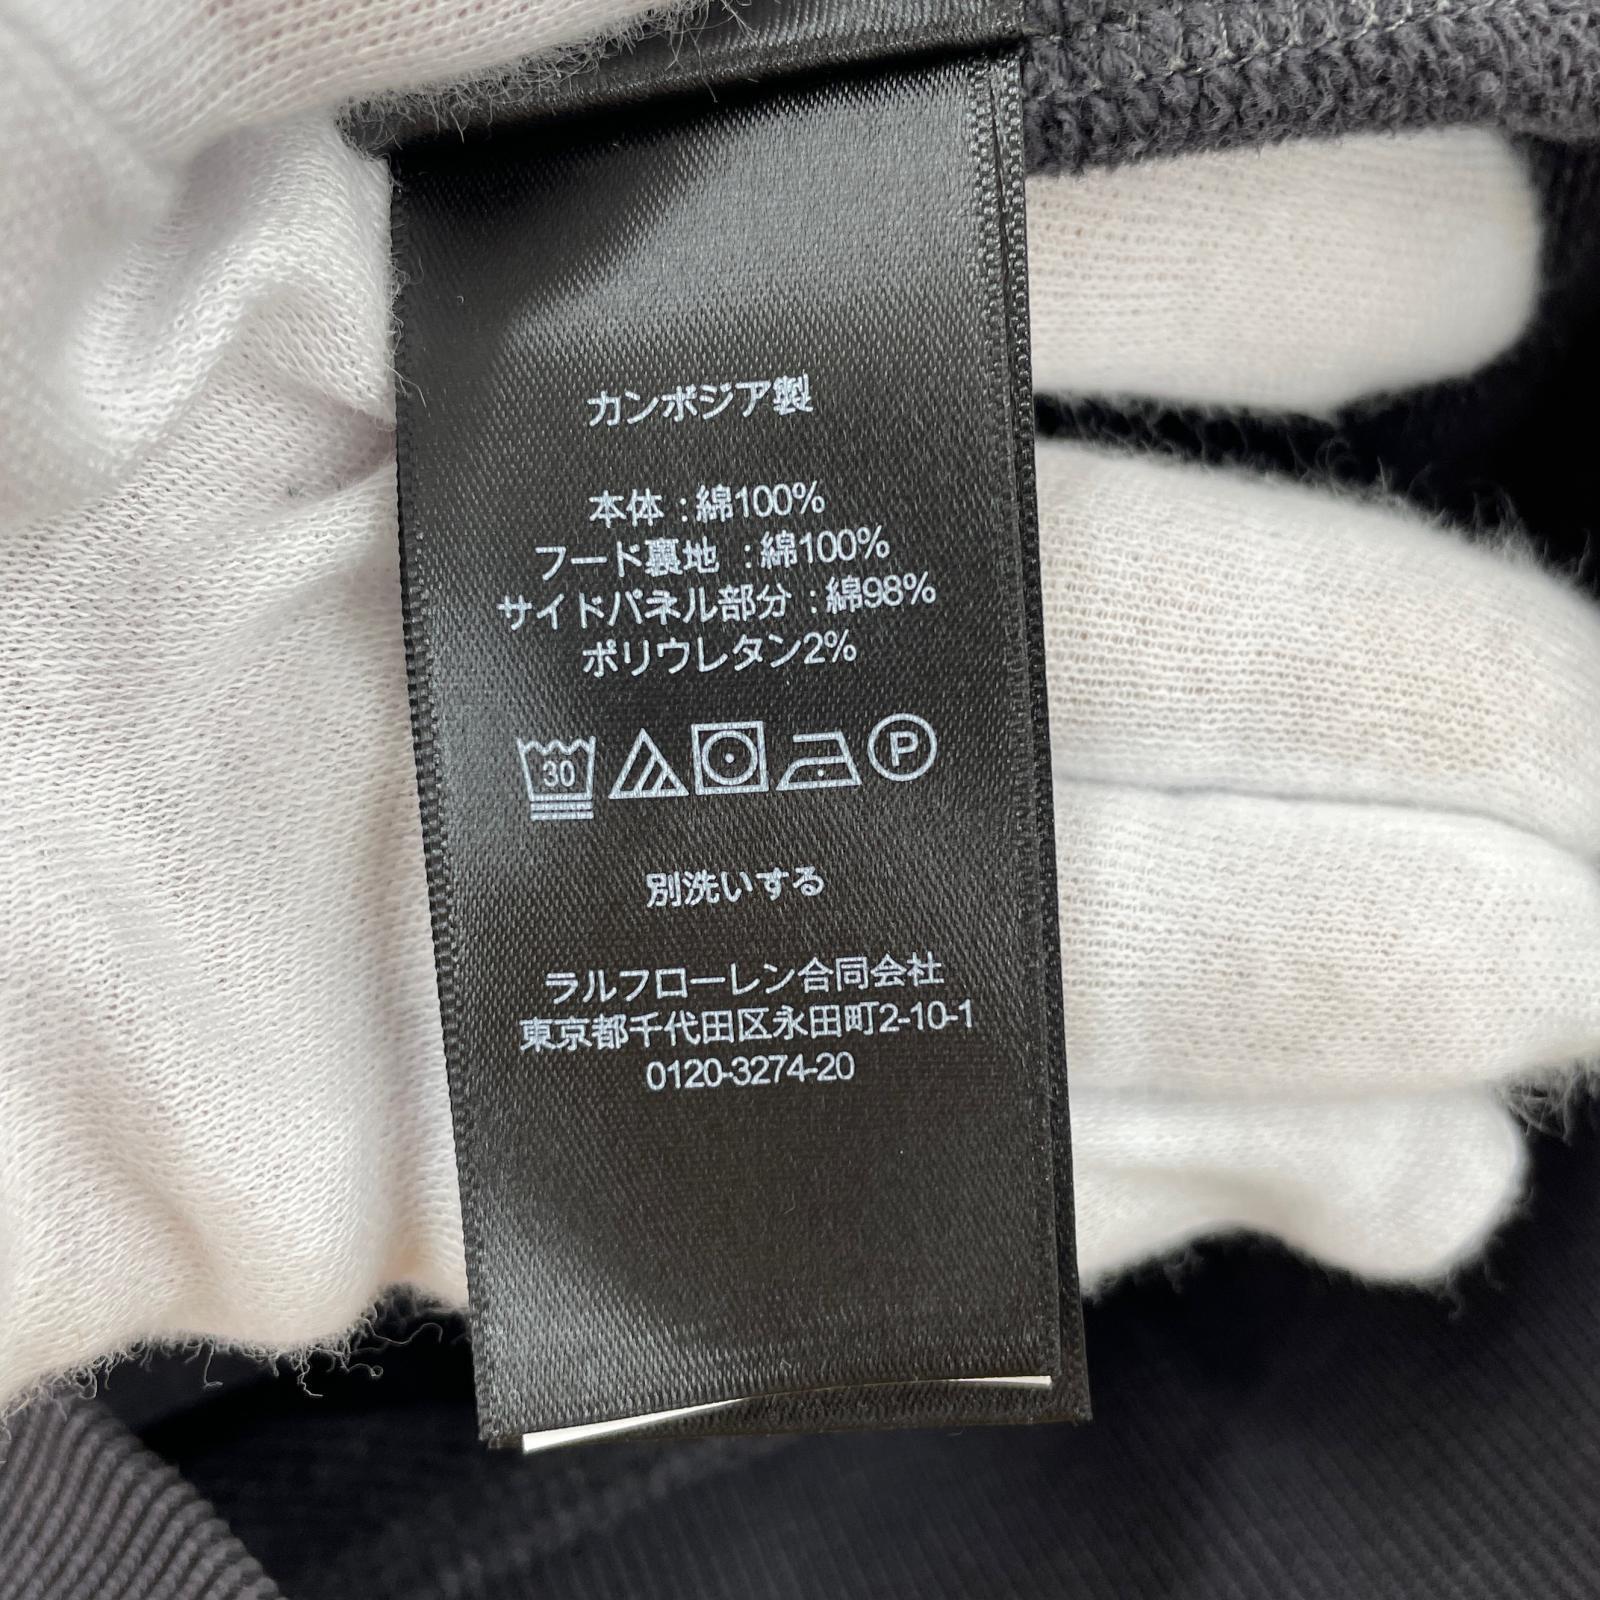 カンボジア製
本体 : 綿100%
フード裏地 : 綿100%
サイドパネル部分 : 綿98%
ポリウレタン2%
30 P
別洗いする
ラルフローレン合同会社
東京都千代田区永田町2-10-1
0120-3274-20